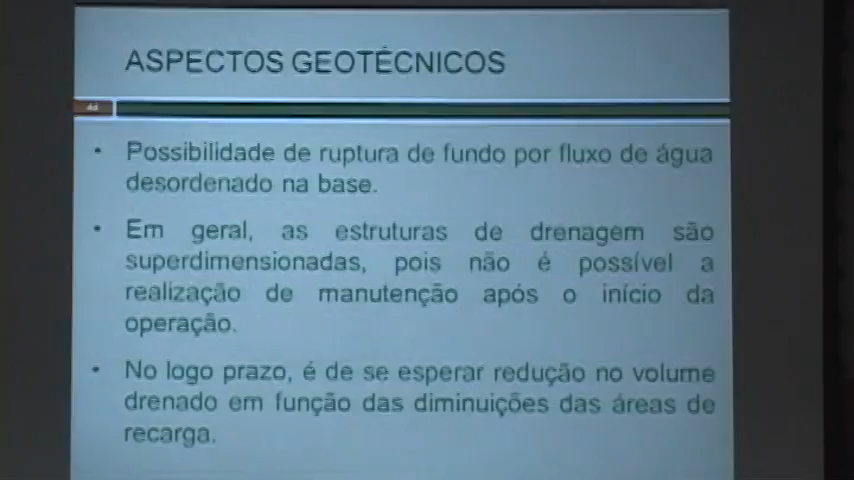 ASPECTOS GEOTÉCNICOS
• Possibilidade de ruptura de fundo por fluxo de água
desordenado na base.
• Em geral, as estruturas de drenagem são
superdimensionadas, pois não é possível a
realização de manutenção após o início da
operação.
• No logo prazo, é de se esperar redução no volume
drenado em função das diminuições das áreas de
recarga.